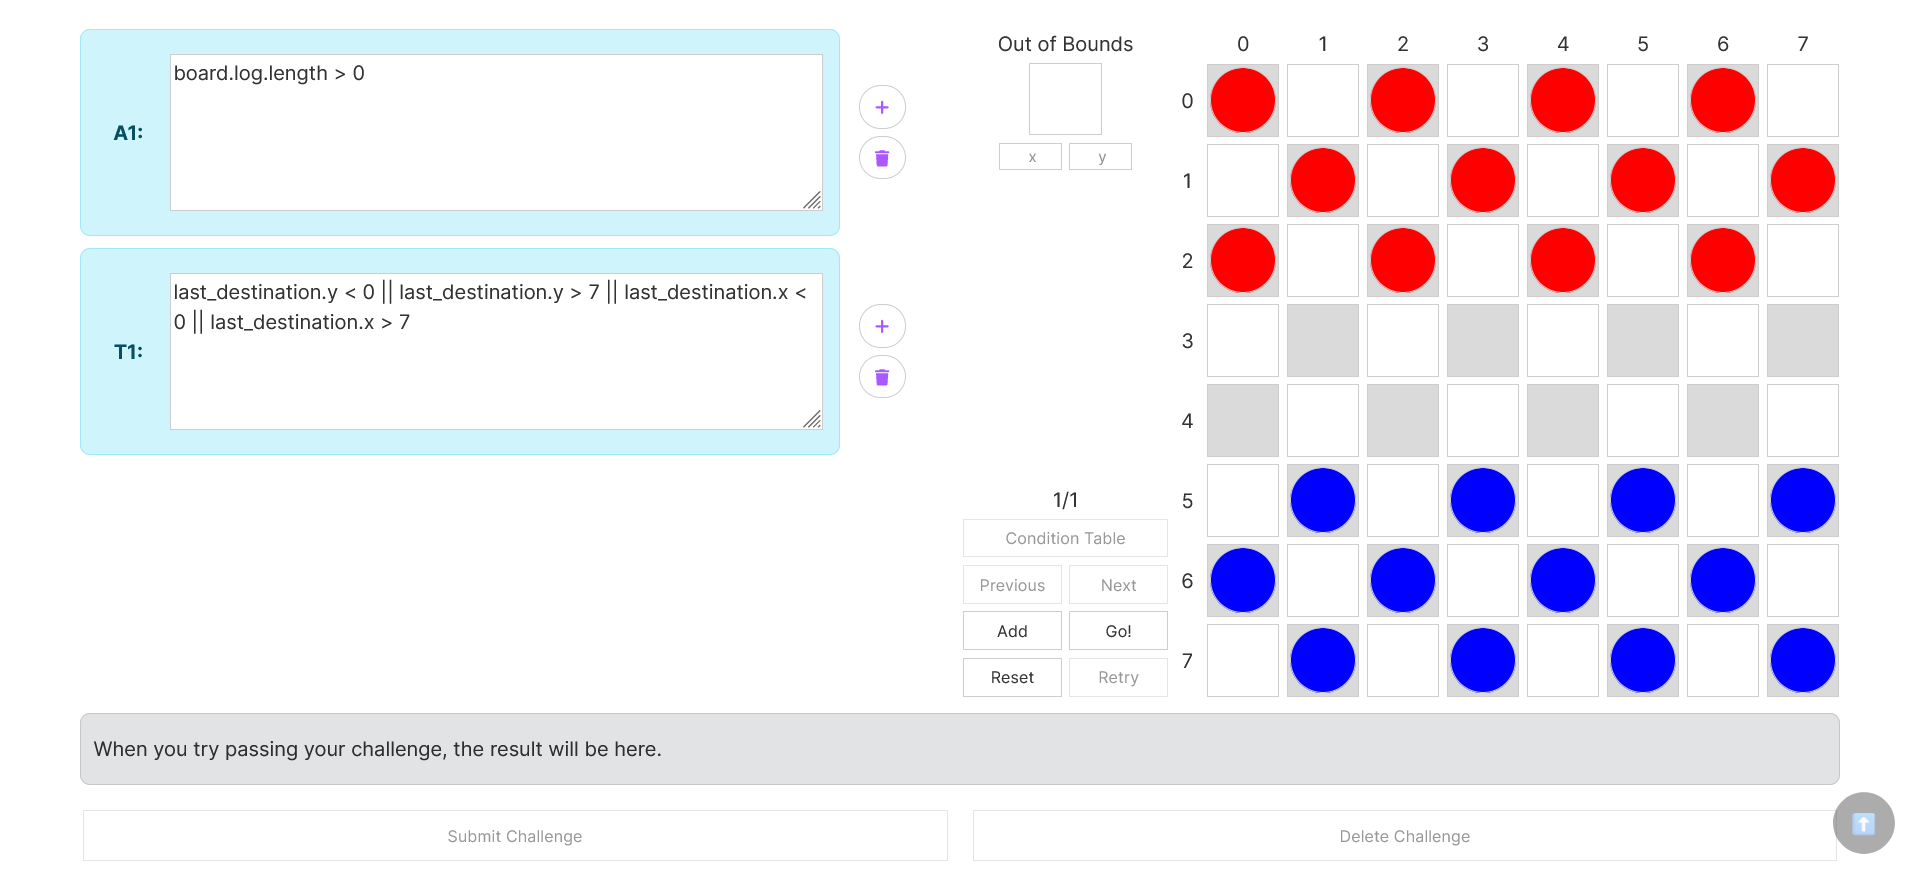 A1:
board.log.length > 0
+
T1:
last_destination.y < 0 || last_destination.y > 7 || last_destination.x <
0 || last_destination.x > 7
+
Out of Bounds
x y
1/1
Condition Table
Previous Next
Add Go!
Reset Retry
0 1 2 3 4 5 6 7
0
1
2
3
4
5
6
7
When you try passing your challenge, the result will be here.
Submit Challenge Delete Challenge